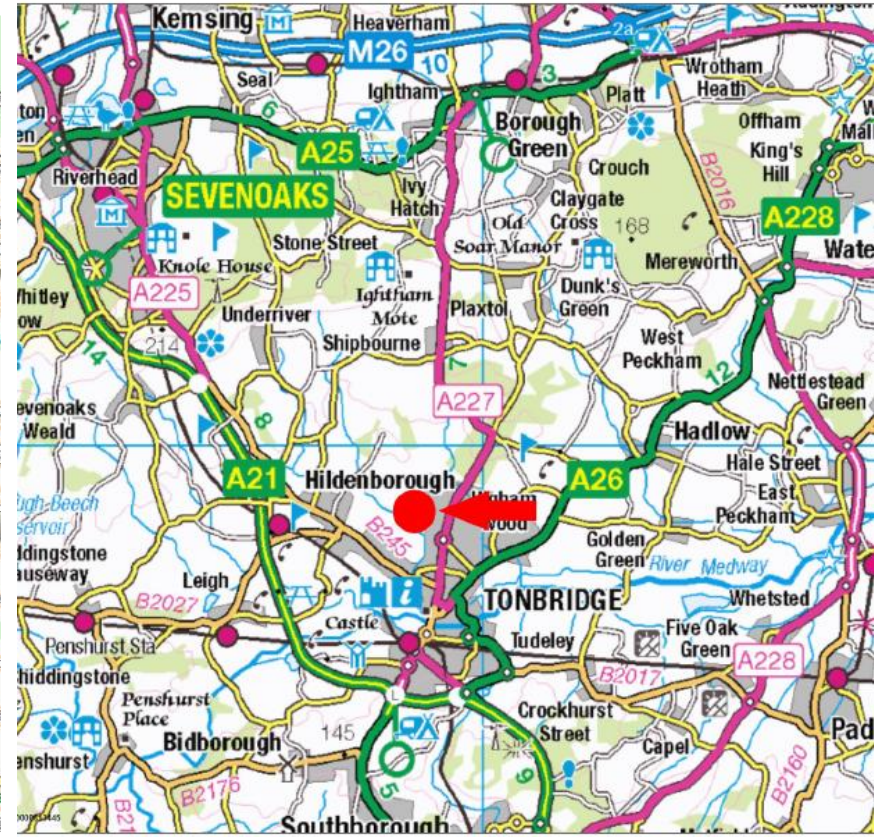 Kemsing
Heaverham
2a
M26
10
Seal
Ightham
3
Wrotham
Heath
Platt
6
Offham
A25
Borough
Green
King's
Hill
Riverhead
Ivy
Hatch
Crouch
B2016
SEVENOAKS
Claygate
Cross
A228
Old
Soar Manor
168
Stone Street
Knole House
Mereworth
Ightham
Mote
Dunk's
Green
A225
Underriver
Plaxtol
214
Shipbourne
West
Peckham
14
7
12
Nettlestead
Green
8
A227
Weald
Hadlow
A21
Hildenborough
A26
Hale Street
East
Peckham
B245
Golden
Green
River Medway
Leigh
B2027
Castle
TONBRIDGE
Whetsted
Penshurst Sta
Tudeley
Five Oak
Green
A228
B2017
Penshurst
Place
L
Crockhurst
Street
145
Bidborough
Capel
5
9
B2176
B2160
Southborough